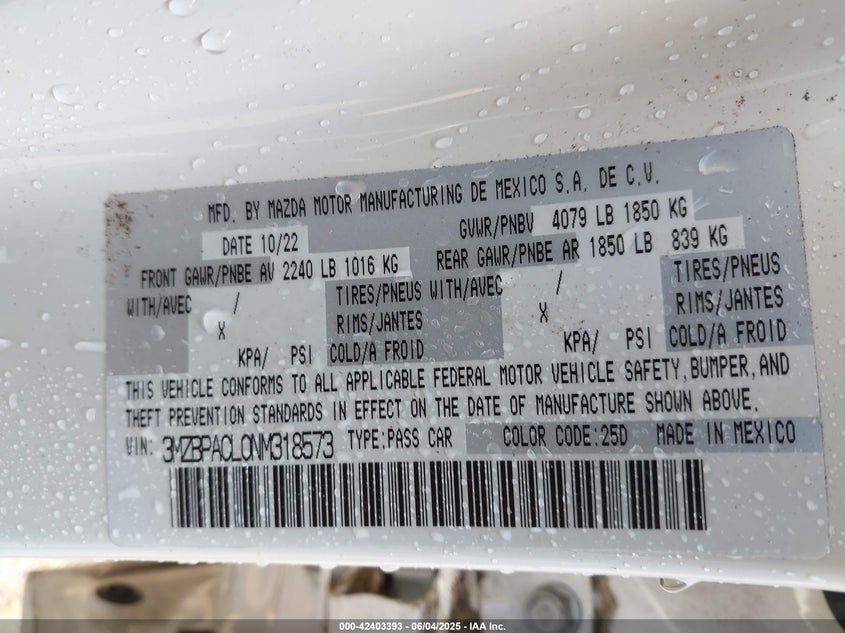 MFD. BY MAZDA MOTOR MANUFACTURING DE MEXICO S.A. DE C.V.
DATE 10/22 GVWR/PNBV 4079 LB 1850 KG
FRONT GAWR/PNBE AV 2240 LB 1016 KG REAR GAWR/PNBE AR 1850 LB 839 KG
WITH/AVEC / TIRES/PNEUS WITH/AVEC / TIRES/PNEUS
X RIMS/JANTES X RIMS/JANTES
KPA/ PSI COLD/A FROID KPA/ PSI COLD/A FROID
THIS VEHICLE CONFORMS TO ALL APPLICABLE FEDERAL MOTOR VEHICLE SAFETY, BUMPER, AND
THEFT PREVENTION STANDARDS IN EFFECT ON THE DATE OF MANUFACTURE SHOWN ABOVE.
VIN: 3MZBPACL0NM318573 TYPE:PASS CAR COLOR CODE:25D MADE IN MEXICO
000-42403393 - 06/04/2025 - IAA Inc.